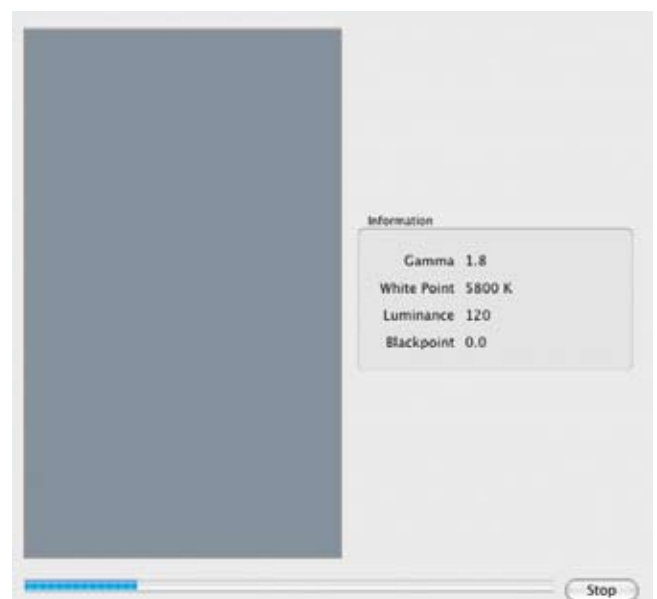 Information
Gamma 1.8
White Point 5800 K
Luminance 120
Blackpoint 0.0
Stop